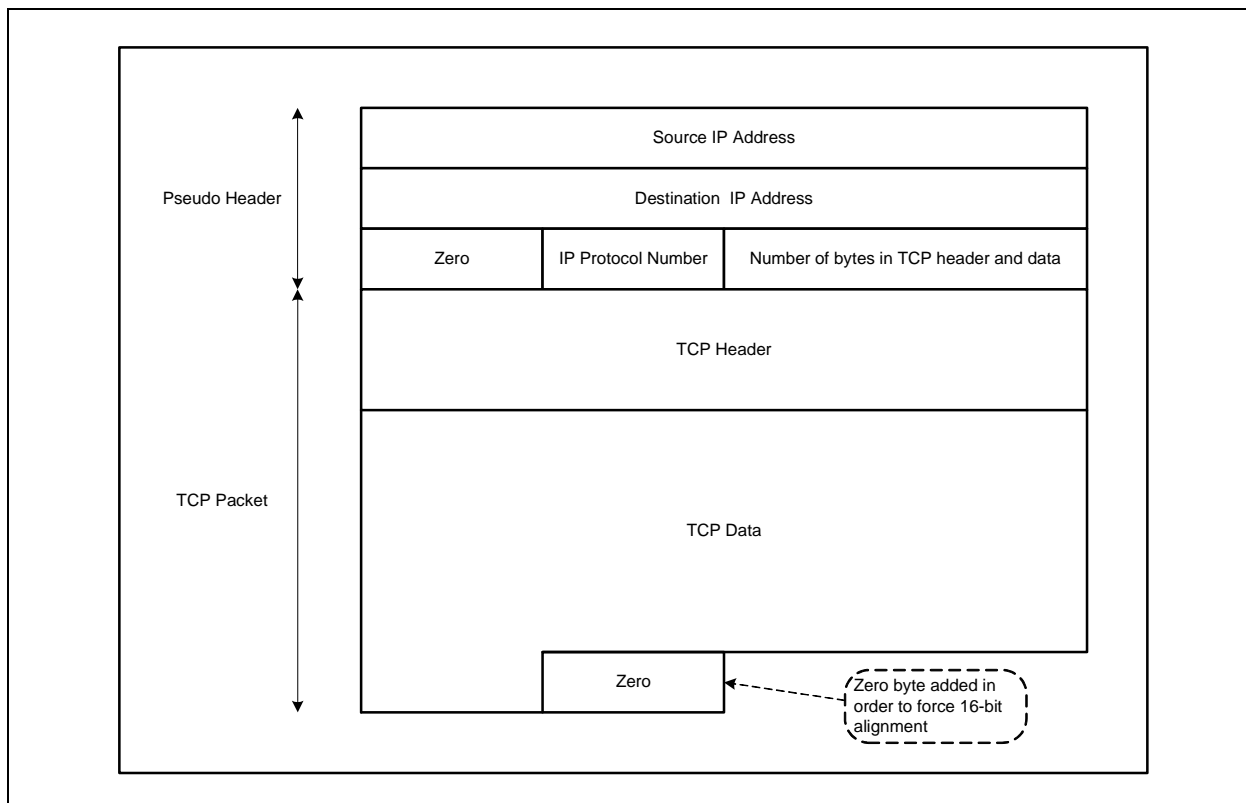 Source IP Address
Pseudo Header
Destination IP Address
Zero
IP Protocol Number
Number of bytes in TCP header and data
TCP Header
TCP Packet
TCP Data
Zero
Zero byte added in
order to force 16-bit
alignment